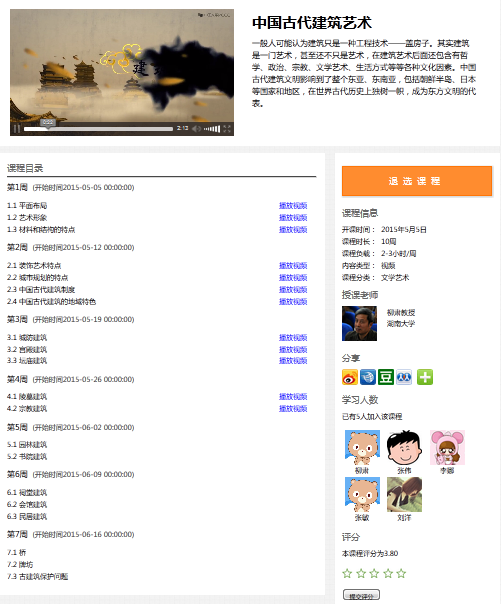 中国古代建筑艺术
一般人可能认为建筑只是一种工程技术——盖房子。其实建筑
是一门艺术，甚至还不只是艺术，在建筑艺术后面还包含有哲
学、政治、宗教、文学艺术、生活方式等等各种文化因素。中国
古代建筑文明影响到了整个东亚、东南亚，包括朝鲜半岛、日本
等国家和地区，在世界古代历史上独树一帜，成为东方文明的代
表。
2:13
课程目录
第1周 (开始时间2015-05-05 00:00:00)
1.1 平面布局 播放视频
1.2 艺术形象 播放视频
1.3 材料和结构的特点 播放视频
第2周 (开始时间2015-05-12 00:00:00)
2.1 装饰艺术特点 播放视频
2.2 城市规划的特点 播放视频
2.3 中国古代建筑制度 播放视频
2.4 中国古代建筑的地域特色 播放视频
第3周 (开始时间2015-05-19 00:00:00)
3.1 城防建筑 播放视频
3.2 宫殿建筑 播放视频
3.3 坛庙建筑 播放视频
第4周 (开始时间2015-05-26 00:00:00)
4.1 陵墓建筑 播放视频
4.2 宗教建筑 播放视频
第5周 (开始时间2015-06-02 00:00:00)
5.1 园林建筑
5.2 书院建筑
第6周 (开始时间2015-06-09 00:00:00)
6.1 祠堂建筑
6.2 会馆建筑
6.3 民居建筑
第7周 (开始时间2015-06-16 00:00:00)
7.1 桥
7.2 牌坊
7.3 古建筑保护问题
退选课程
课程信息
开课时间： 2015年5月5日
课程时长： 10周
课程负载： 2-3小时/周
内容类型： 视频
课程分类： 文学艺术
授课老师
柳肃教授
湖南大学
分享
豆
学习人数
已有5人加入该课程
柳肃 张伟 李娜
张敏 刘洋
评分
本课程评分为3.80
提交评分